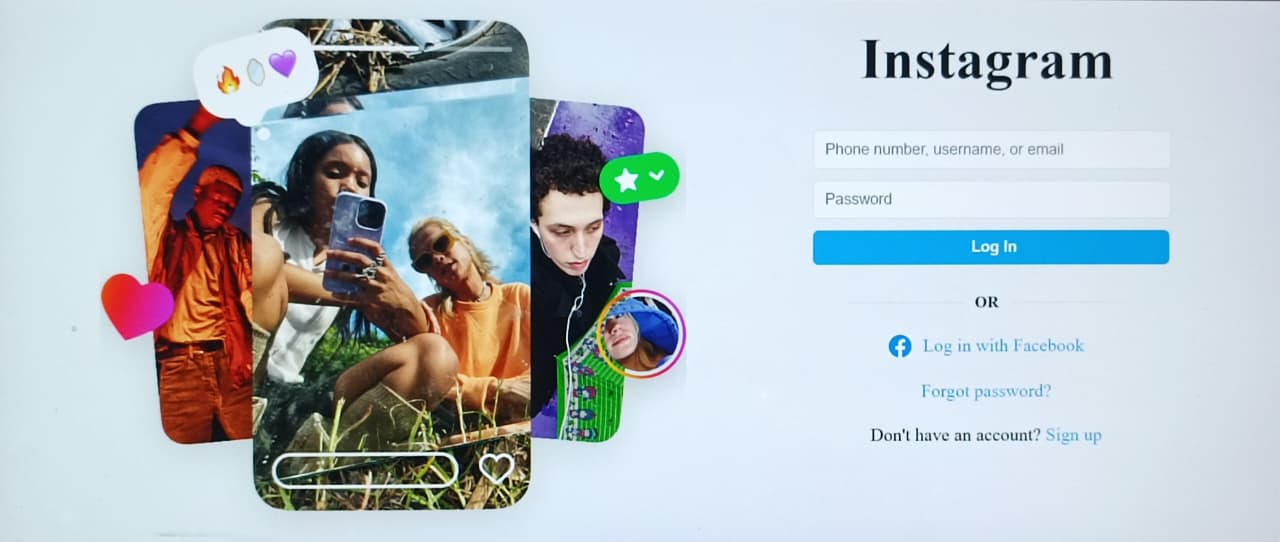 Instagram
Phone number, username, or email
Password
Log In
OR
Log in with Facebook
Forgot password?
Don't have an account? Sign up